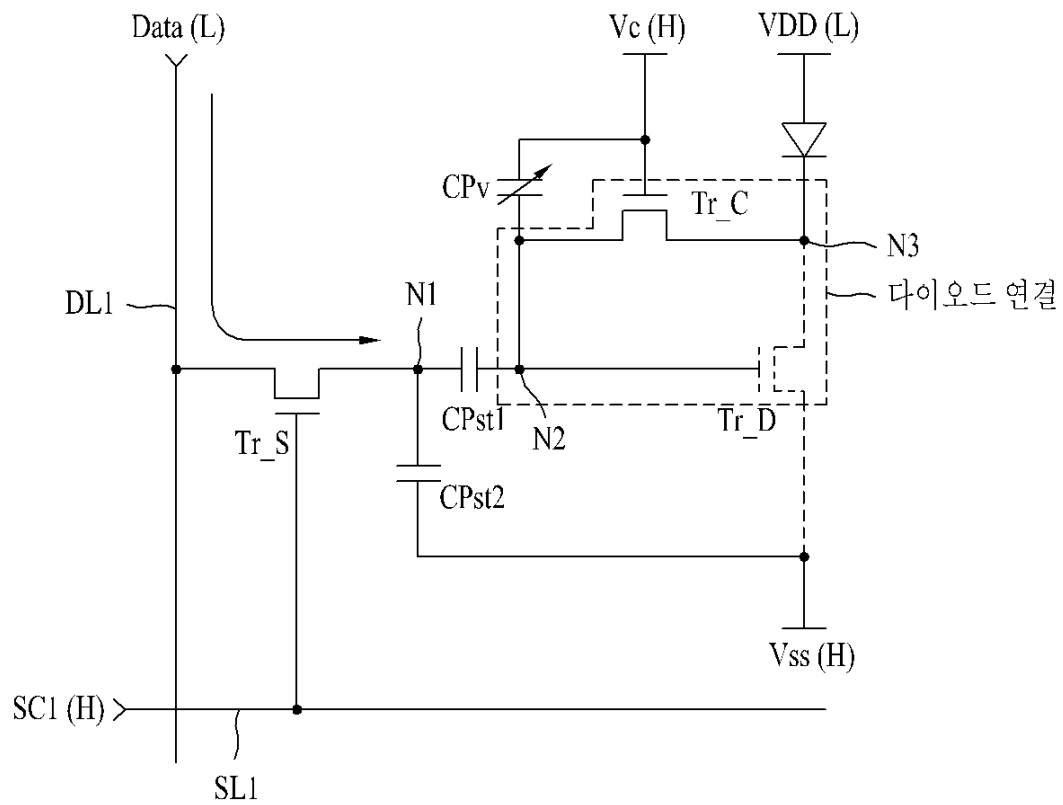 Data (L)
Vc (H)
VDD (L)
CPv
Tr_C
N3
DL1
N1
다이오드 연결
CPst1
N2
Tr_D
Tr_S
CPst2
Vss (H)
SC1 (H)
SL1